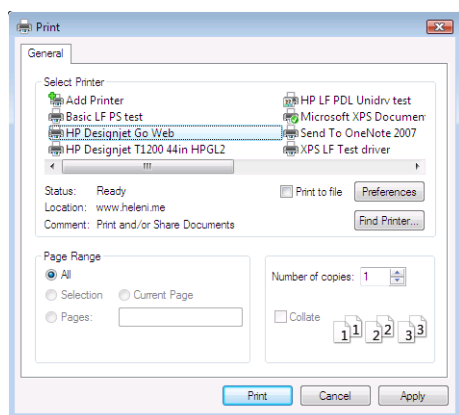 Print
General
Select Printer
Add Printer
HP LF PDL Unidrv test
Basic LF PS test
Microsoft XPS Documen
HP Designjet Go Web
Send To OneNote 2007
HP Designjet T1200 44in HPGL2
XPS LF Test driver
Status: Ready
Print to file
Preferences
Location: www.heleni.me
Comment: Print and/or Share Documents
Find Printer...
Page Range
All
Number of copies: 1
Selection
Current Page
Pages:
Collate
1 1 2 2 3 3
Print
Cancel
Apply